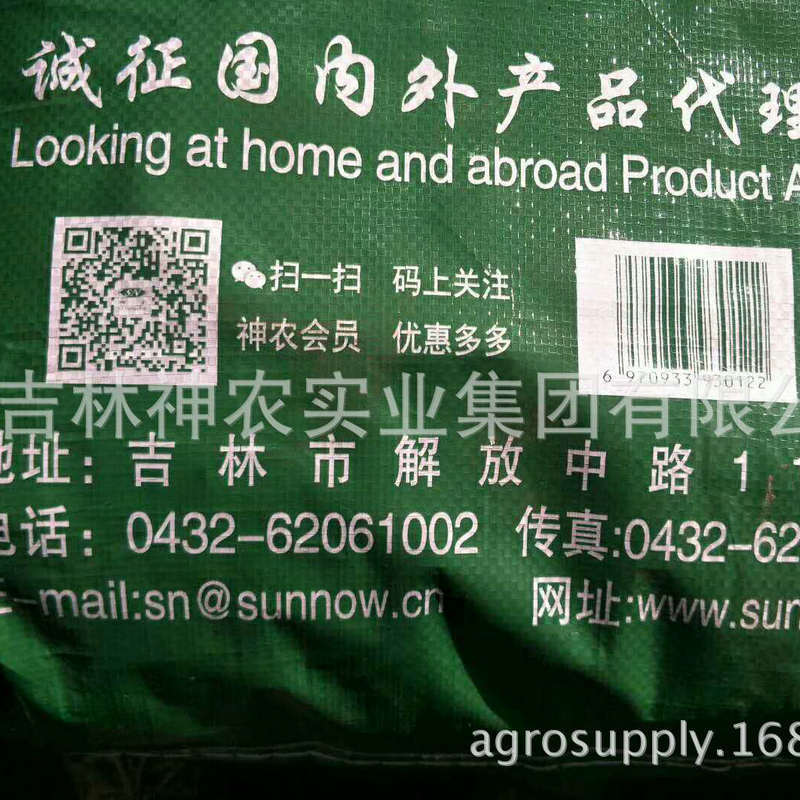 诚征国内外产品代理
Looking at home and abroad Product A
扫一扫 码上关注
神农会员 优惠多多
6 970933 930122
吉林神农实业集团有限公
地址：吉林市解放中路1
电话：0432-62061002 传真:0432-62
E-mail:sn@sunnow.cn 网址:www.sun
agrosupply.168